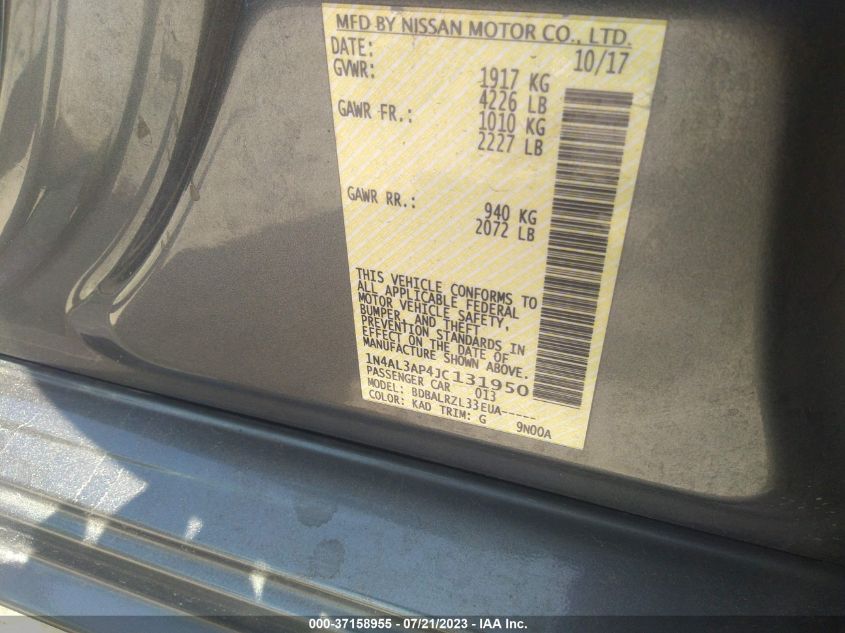 MFD BY NISSAN MOTOR CO., LTD.
DATE: 10/17
GVWR: 1917 KG
4226 LB
GAWR FR.: 1010 KG
2227 LB
GAWR RR.: 940 KG
2072 LB
THIS VEHICLE CONFORMS TO
ALL APPLICABLE FEDERAL
MOTOR VEHICLE SAFETY,
BUMPER, AND THEFT
PREVENTION STANDARDS IN
EFFECT ON THE DATE OF
MANUFACTURE SHOWN ABOVE.
1N4AL3AP4JC131950
PASSENGER CAR 013
MODEL: BDBALRZL33EUA-----
COLOR: KAD TRIM: G 9N00A
000-37158955 - 07/21/2023 - © IAA Inc.